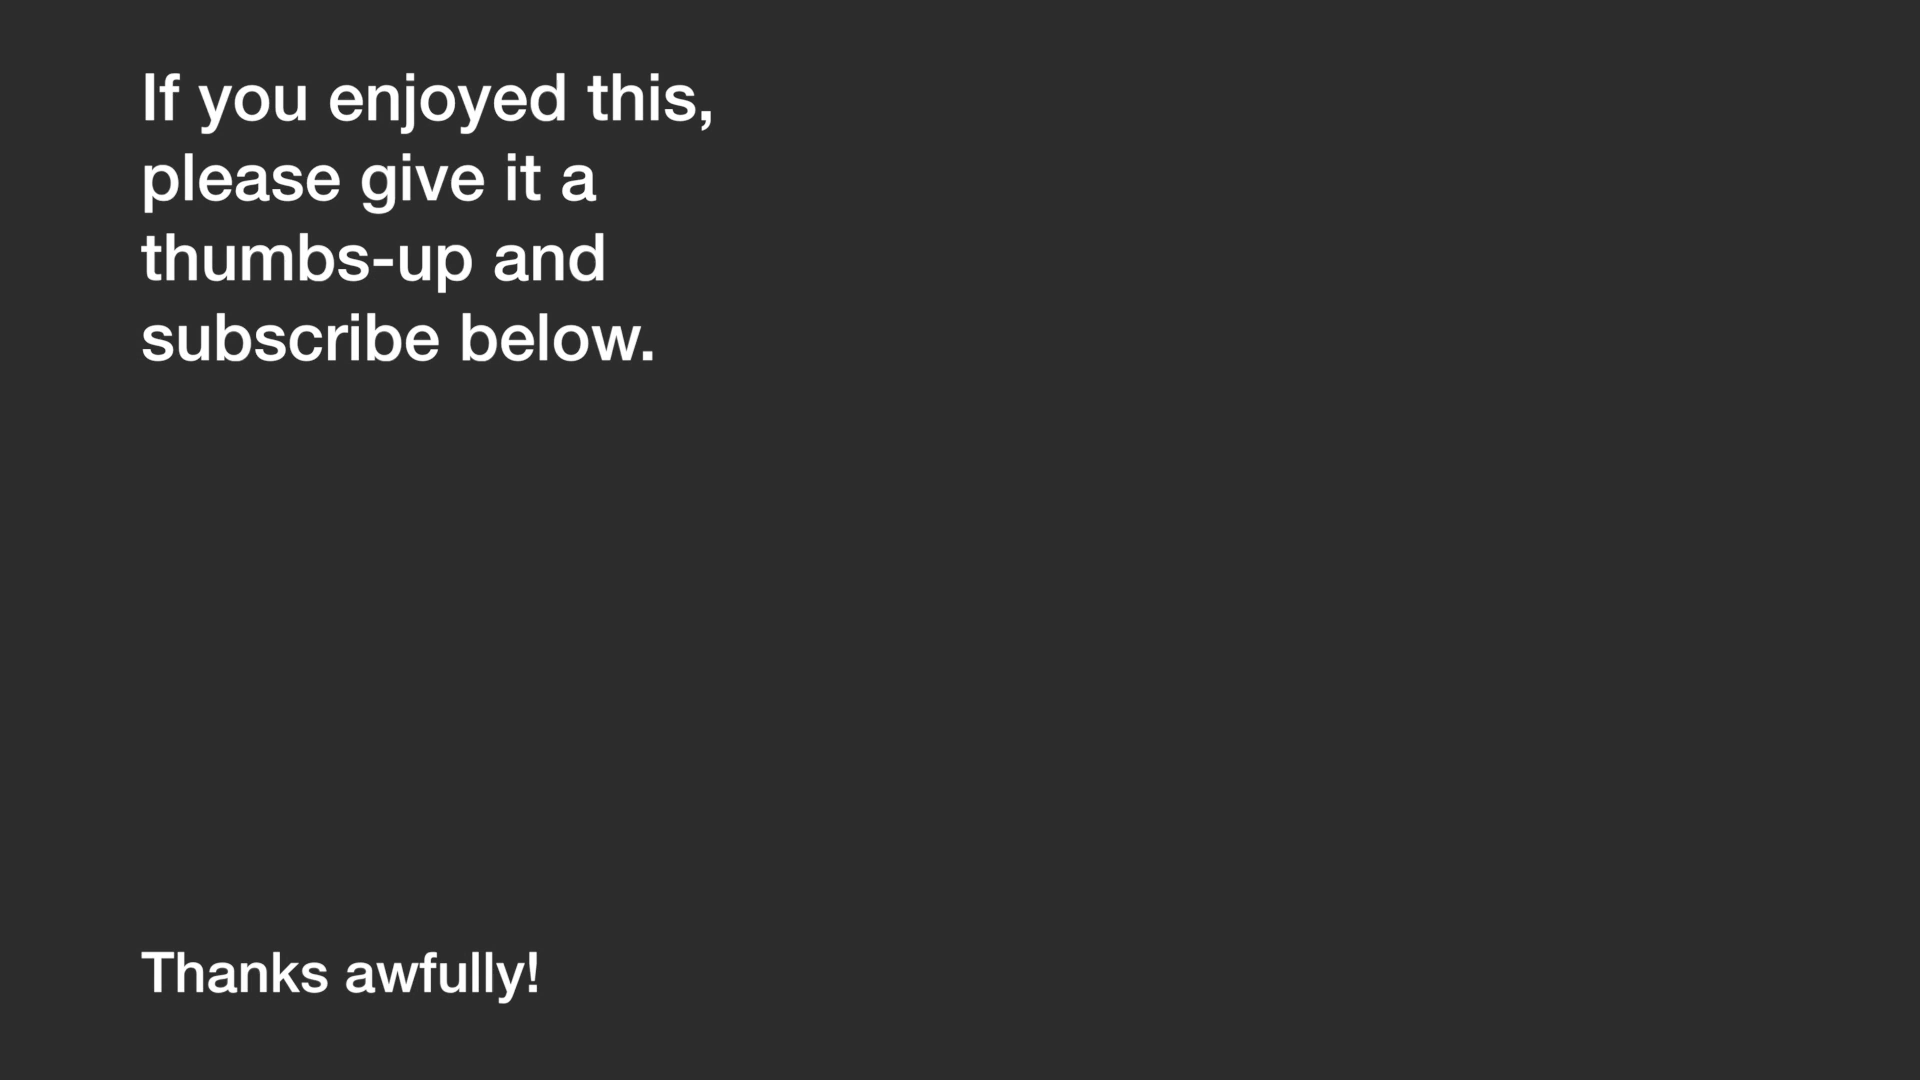 If you enjoyed this,
please give it a
thumbs-up and
subscribe below.
Thanks awfully!